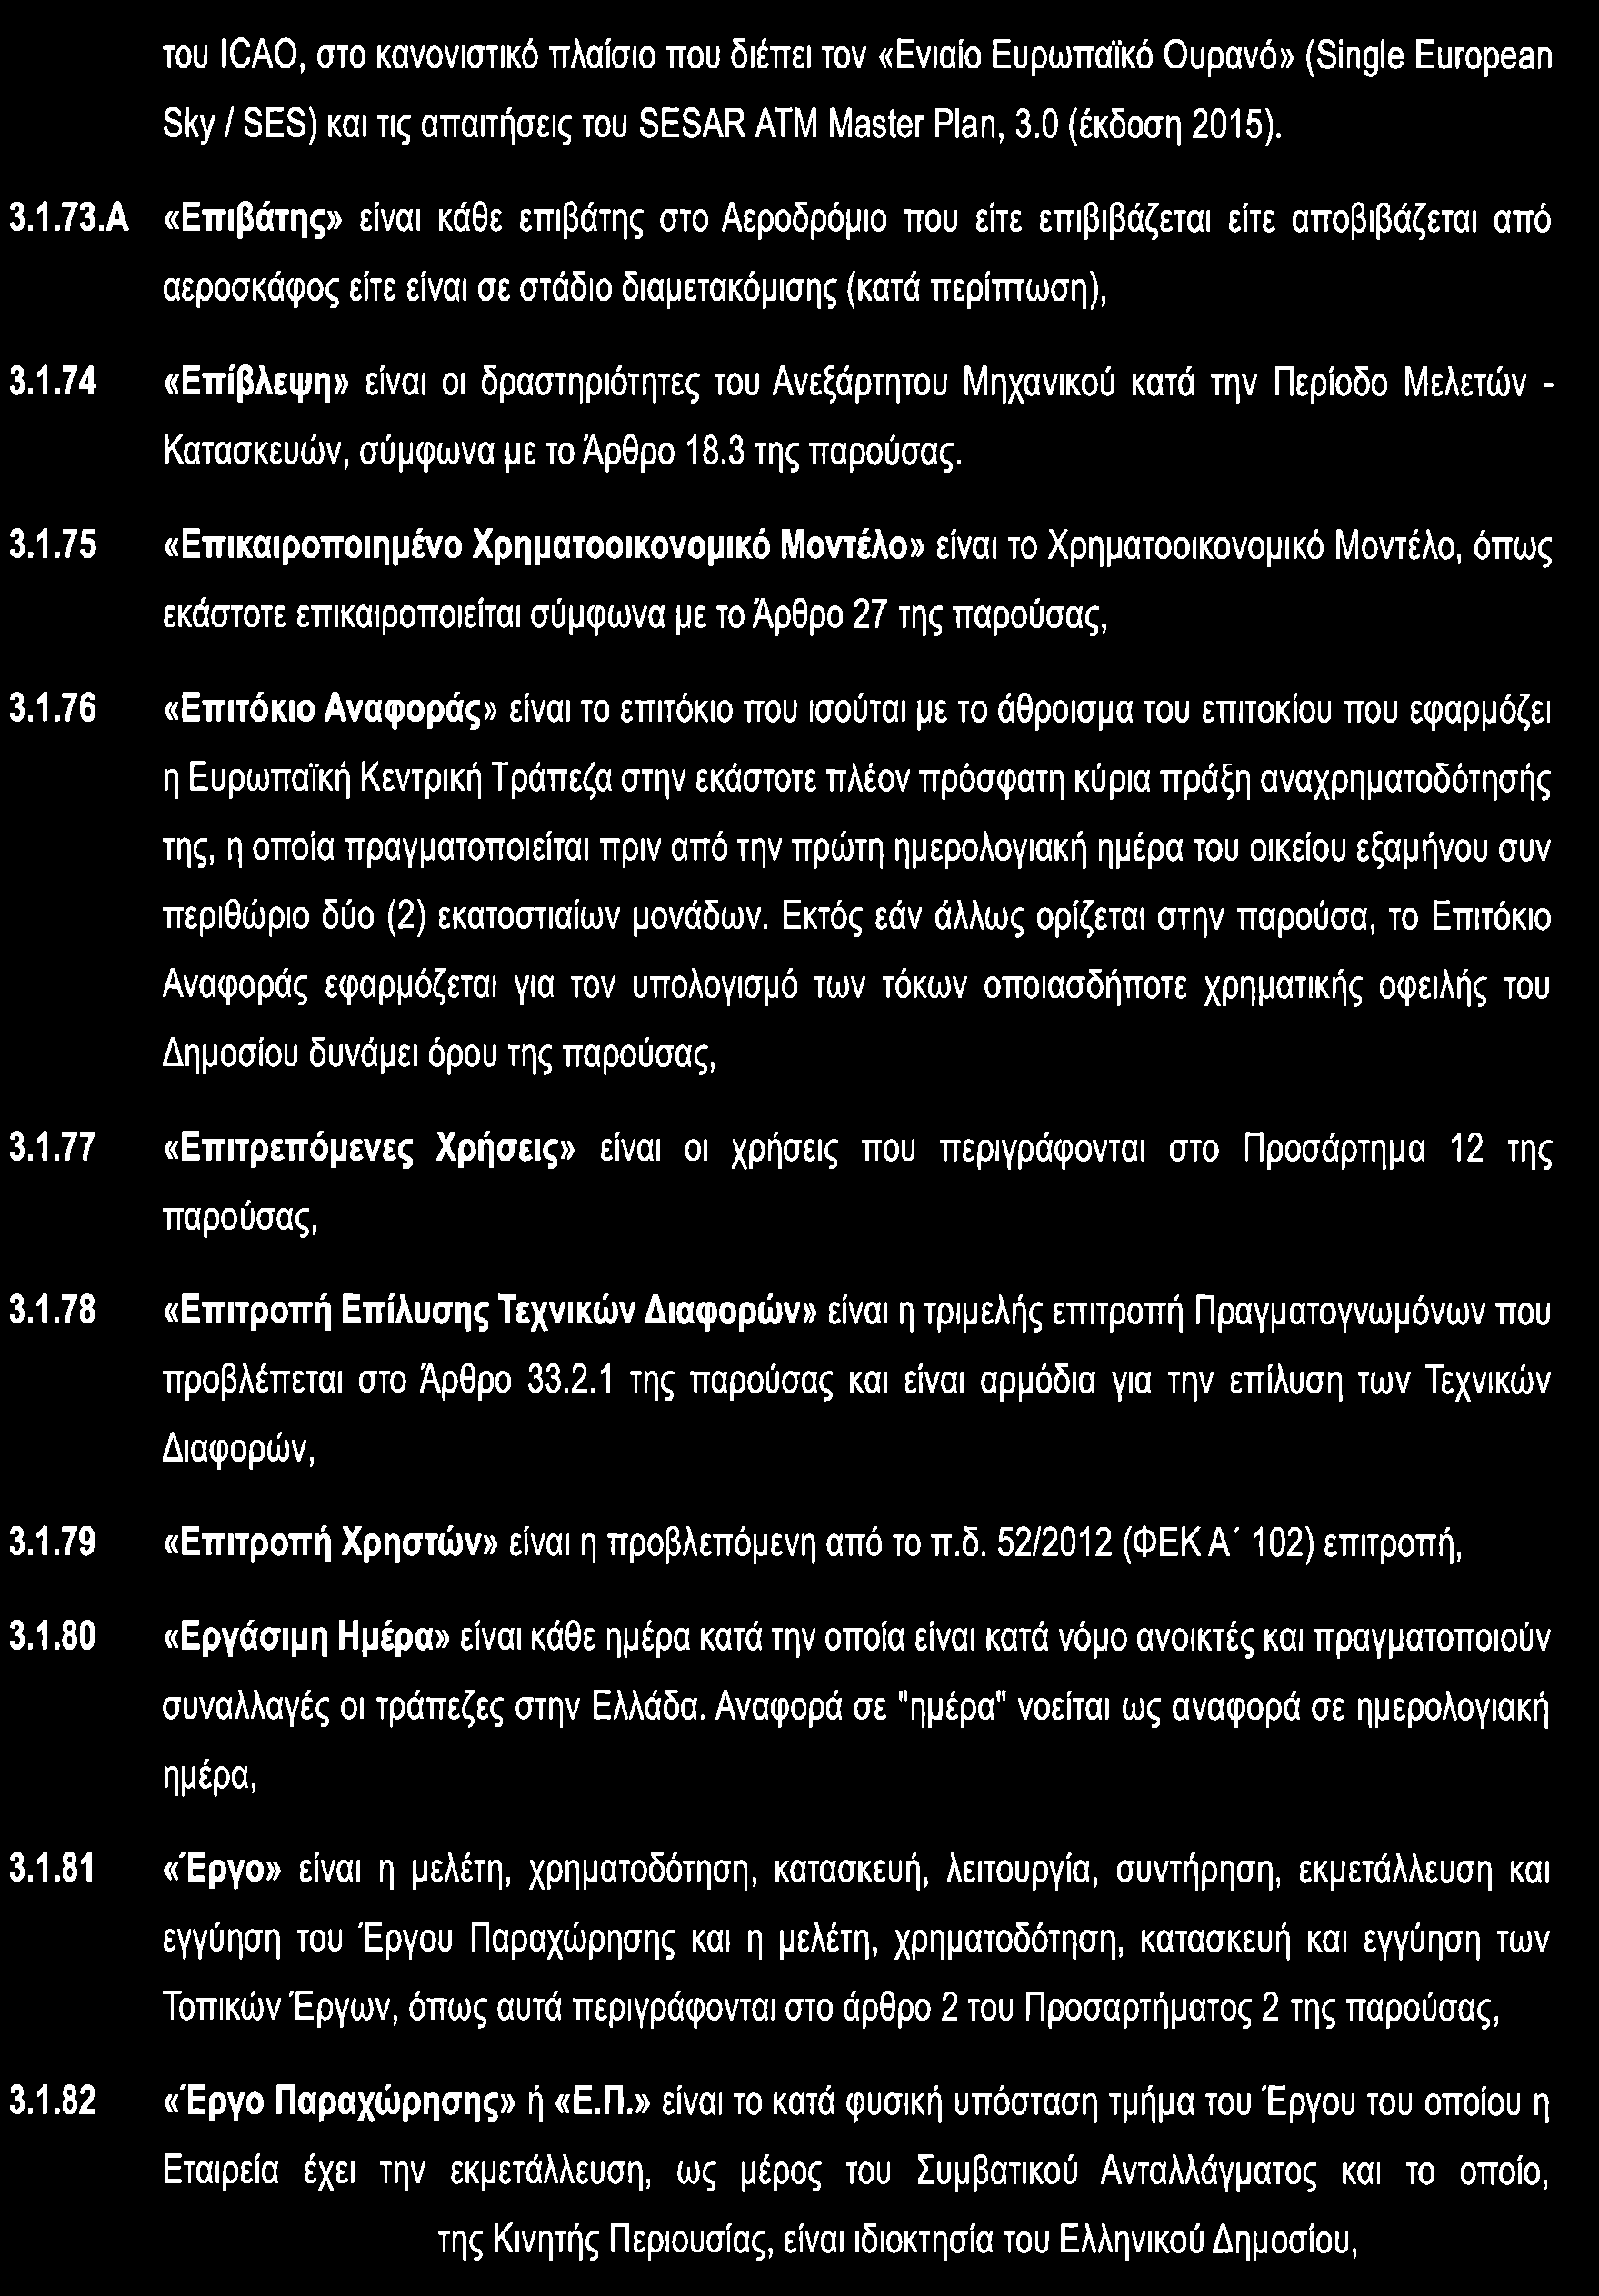 του ICAO, στο κανονιστικό πλαίσιο που διέπει τον «Ενιαίο Ευρωπαϊκό Ουρανό» (Single European
Sky / SES) και τις απαιτήσεις του SESAR ATM Master Plan, 3.0 (έκδοση 2015).
3.1.73.Α «Επιβάτης» είναι κάθε επιβάτης στο Αεροδρόμιο που είτε επιβιβάζεται είτε αποβιβάζεται από
αεροσκάφος είτε είναι σε στάδιο διαμετακόμισης (κατά περίπτωση),
3.1.74 «Επίβλεψη» είναι οι δραστηριότητες του Ανεξάρτητου Μηχανικού κατά την Περίοδο Μελετών -
Κατασκευών, σύμφωνα με το Άρθρο 18.3 της παρούσας.
3.1.75 «Επικαιροποιημένο Χρηματοοικονομικό Μοντέλο» είναι το Χρηματοοικονομικό Μοντέλο, όπως
εκάστοτε επικαιροποιείται σύμφωνα με το Άρθρο 27 της παρούσας,
3.1.76 «Επιτόκιο Αναφοράς» είναι το επιτόκιο που ισούται με το άθροισμα του επιτοκίου που εφαρμόζει
η Ευρωπαϊκή Κεντρική Τράπεζα στην εκάστοτε πλέον πρόσφατη κύρια πράξη αναχρηματοδότησής
της, η οποία πραγματοποιείται πριν από την πρώτη ημερολογιακή ημέρα του οικείου εξαμήνου συν
περιθώριο δύο (2) εκατοστιαίων μονάδων. Εκτός εάν άλλως ορίζεται στην παρούσα, το Επιτόκιο
Αναφοράς εφαρμόζεται για τον υπολογισμό των τόκων οποιασδήποτε χρηματικής οφειλής του
Δημοσίου δυνάμει όρου της παρούσας,
3.1.77 «Επιτρεπόμενες Χρήσεις» είναι οι χρήσεις που περιγράφονται στο Προσάρτημα 12 της
παρούσας,
3.1.78 «Επιτροπή Επίλυσης Τεχνικών Διαφορών» είναι η τριμελής επιτροπή Πραγματογνωμόνων που
προβλέπεται στο Άρθρο 33.2.1 της παρούσας και είναι αρμόδια για την επίλυση των Τεχνικών
Διαφορών,
3.1.79 «Επιτροπή Χρηστών» είναι η προβλεπόμενη από το π.δ. 52/2012 (ΦΕΚ Α΄ 102) επιτροπή,
3.1.80 «Εργάσιμη Ημέρα» είναι κάθε ημέρα κατά την οποία είναι κατά νόμο ανοικτές και πραγματοποιούν
συναλλαγές οι τράπεζες στην Ελλάδα. Αναφορά σε "ημέρα" νοείται ως αναφορά σε ημερολογιακή
ημέρα,
3.1.81 «Έργο» είναι η μελέτη, χρηματοδότηση, κατασκευή, λειτουργία, συντήρηση, εκμετάλλευση και
εγγύηση του Έργου Παραχώρησης και η μελέτη, χρηματοδότηση, κατασκευή και εγγύηση των
Τοπικών Έργων, όπως αυτά περιγράφονται στο άρθρο 2 του Προσαρτήματος 2 της παρούσας,
3.1.82 «Έργο Παραχώρησης» ή «Ε.Π.» είναι το κατά φυσική υπόσταση τμήμα του Έργου του οποίου η
Εταιρεία έχει την εκμετάλλευση, ως μέρος του Συμβατικού Ανταλλάγματος και το οποίο,
της Κινητής Περιουσίας, είναι ιδιοκτησία του Ελληνικού Δημοσίου,